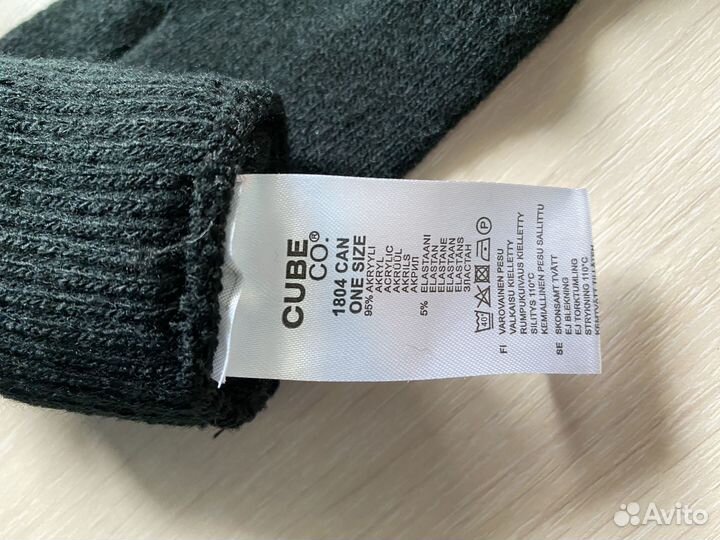 CUBE
CO.®
1804 CAN
ONE SIZE
95% AKRYYLI
AKRYL
ACRYLIC
AKRÜÜL
AKRILS
АКРИЛ
5% ELASTAANI
ELASTAN
ELASTANE
ELASTAAN
ELASTĀNS
ЭЛАСТАН
40° P
FI VAROVAINEN PESU
VALKAISU KIELLETTY
RUMPUKUIVAUS KIELLETTY
SILITYS 110°C
KEMIALLINEN PESU SALLITTU
SE SKONSAMT TVÄTT
EJ BLEKNING
EJ TORKTUMLING
STRYKNING 110°C
Avito